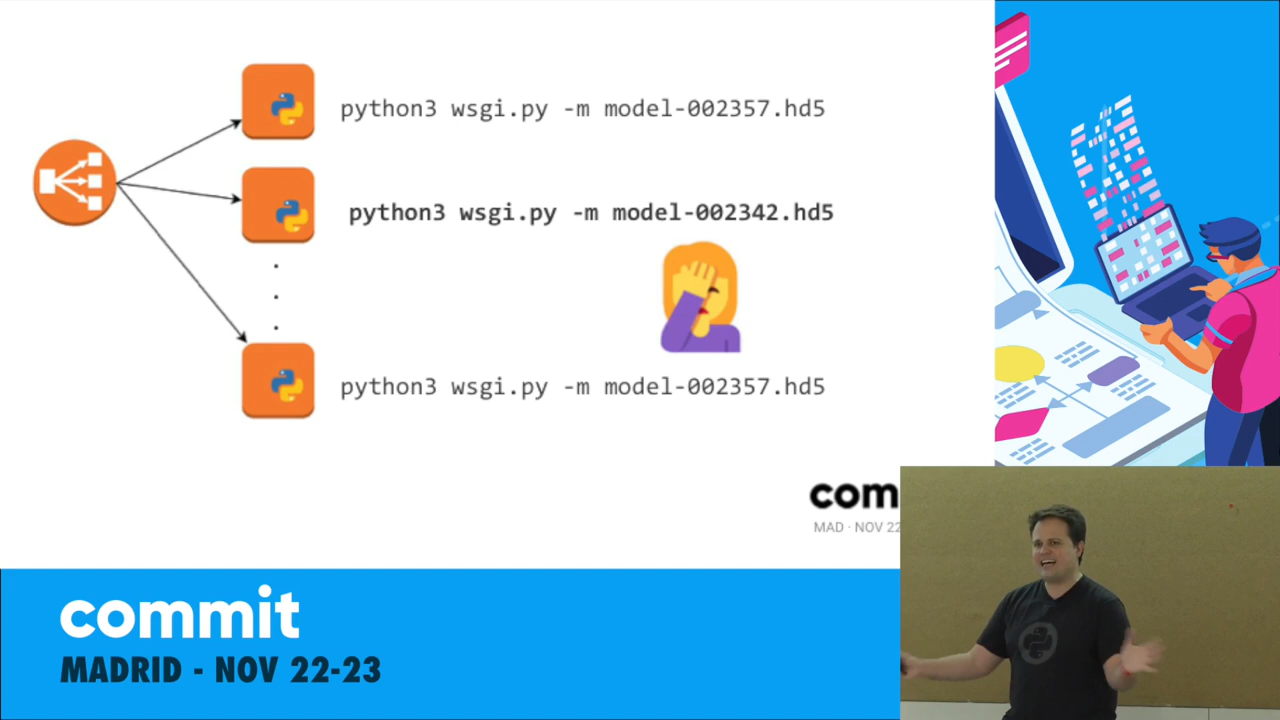 python3 wsgi.py -m model-002357.hd5
python3 wsgi.py -m model-002342.hd5
python3 wsgi.py -m model-002357.hd5
com
MAD · NOV 22
commit
MADRID - NOV 22-23